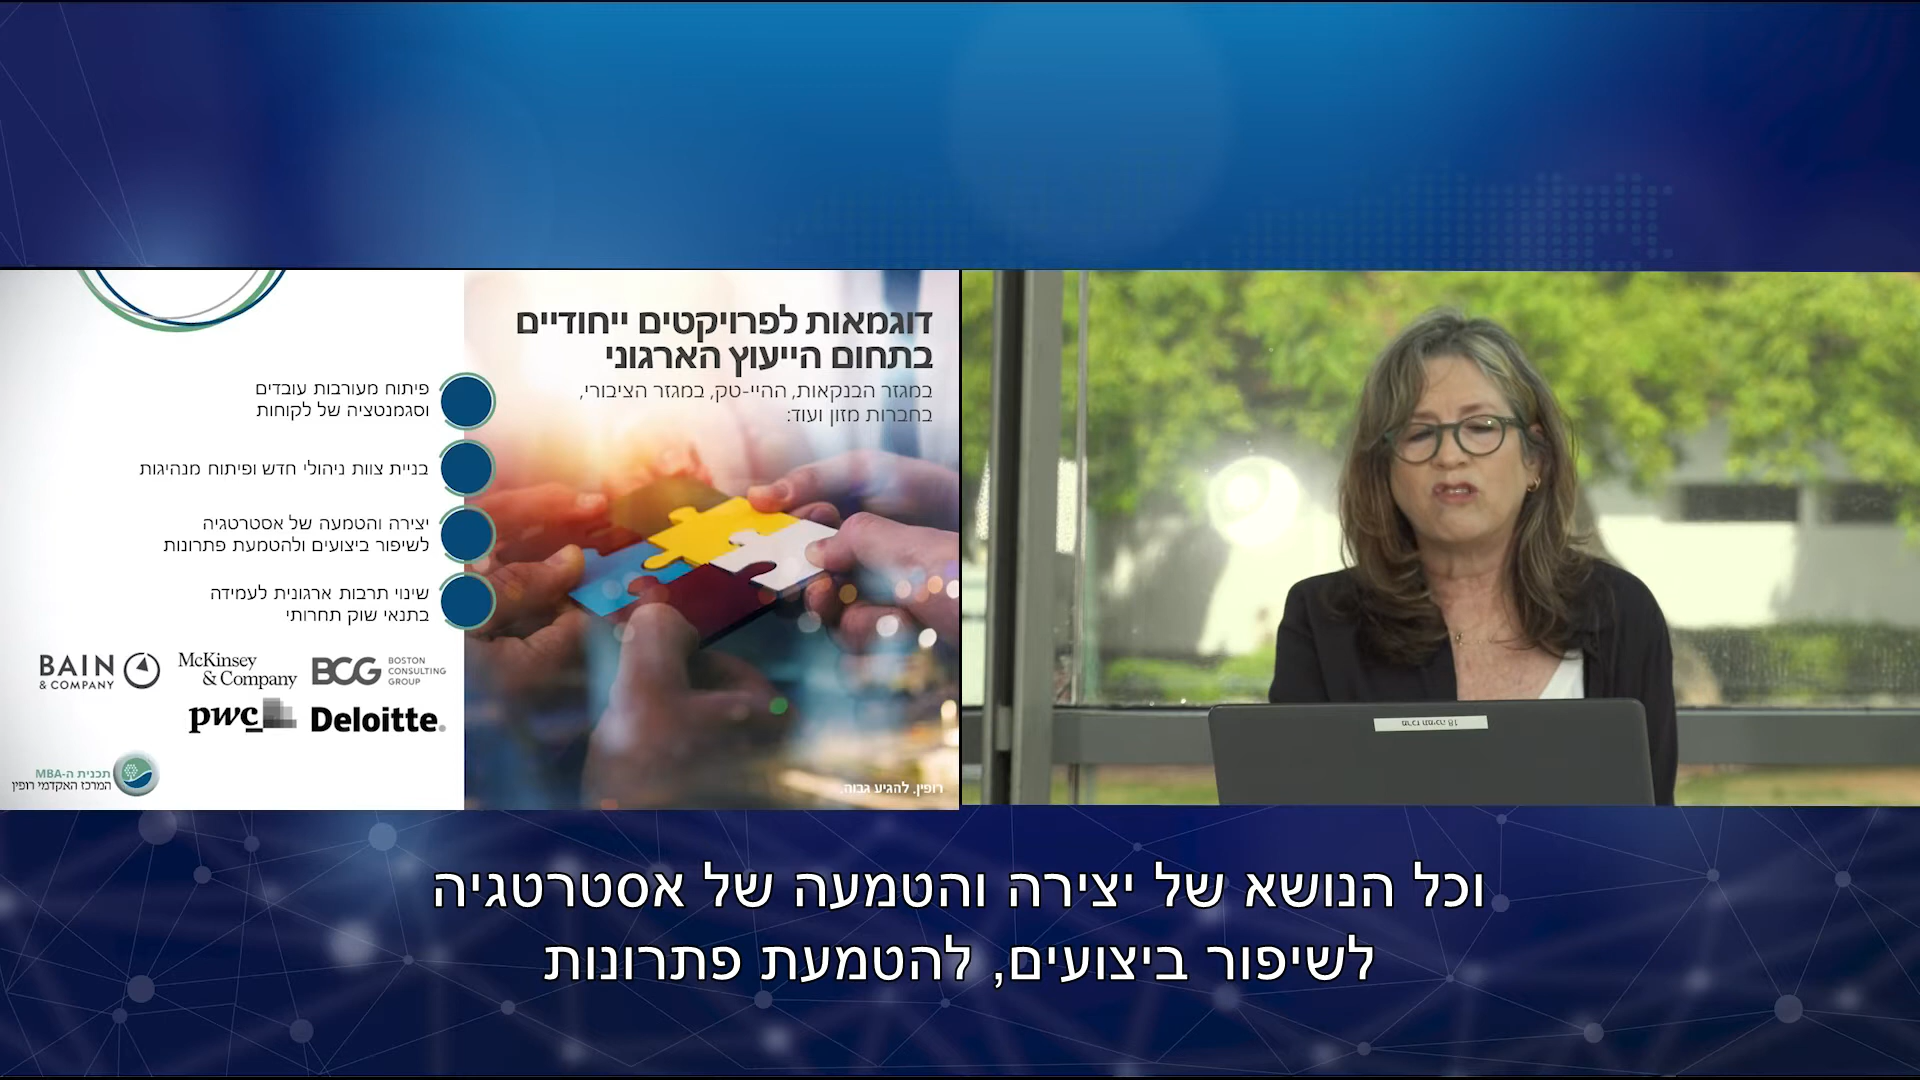 דוגמאות לפרויקטים ייחודיים
בתחום הייעוץ הארגוני
במגזר הבנקאות, ההיי-טק, במגזר הציבורי,
בחברות מזון ועוד:
פיתוח מעורבות עובדים
וסגמנטציה של לקוחות
בניית צוות ניהולי חדש ופיתוח מנהיגות
יצירה והטמעה של אסטרטגיה
לשיפור ביצועים ולהטמעת פתרונות
שינוי תרבות ארגונית לעמידה
בתנאי שוק תחרותי
BAIN
& COMPANY
McKinsey
& Company
BCG
BOSTON
CONSULTING
GROUP
pwc
Deloitte.
תכנית ה-MBA
המרכז האקדמי רופין
רופין. להגיע גבוה.
וכל הנושא של יצירה והטמעה של אסטרטגיה
לשיפור ביצועים, להטמעת פתרונות